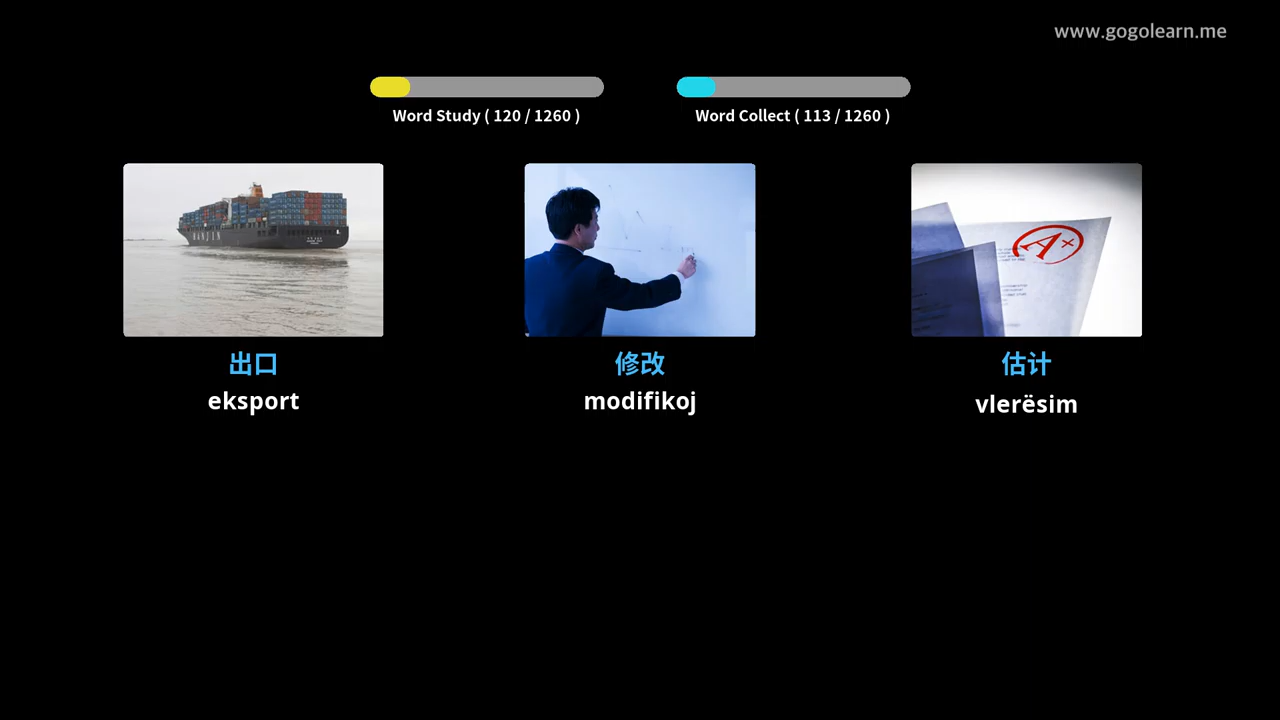 www.gogolearn.me
Word Study ( 120 / 1260 )
Word Collect ( 113 / 1260 )
HANJIN
A+
出口
修改
估计
eksport
modifikoj
vlerësim